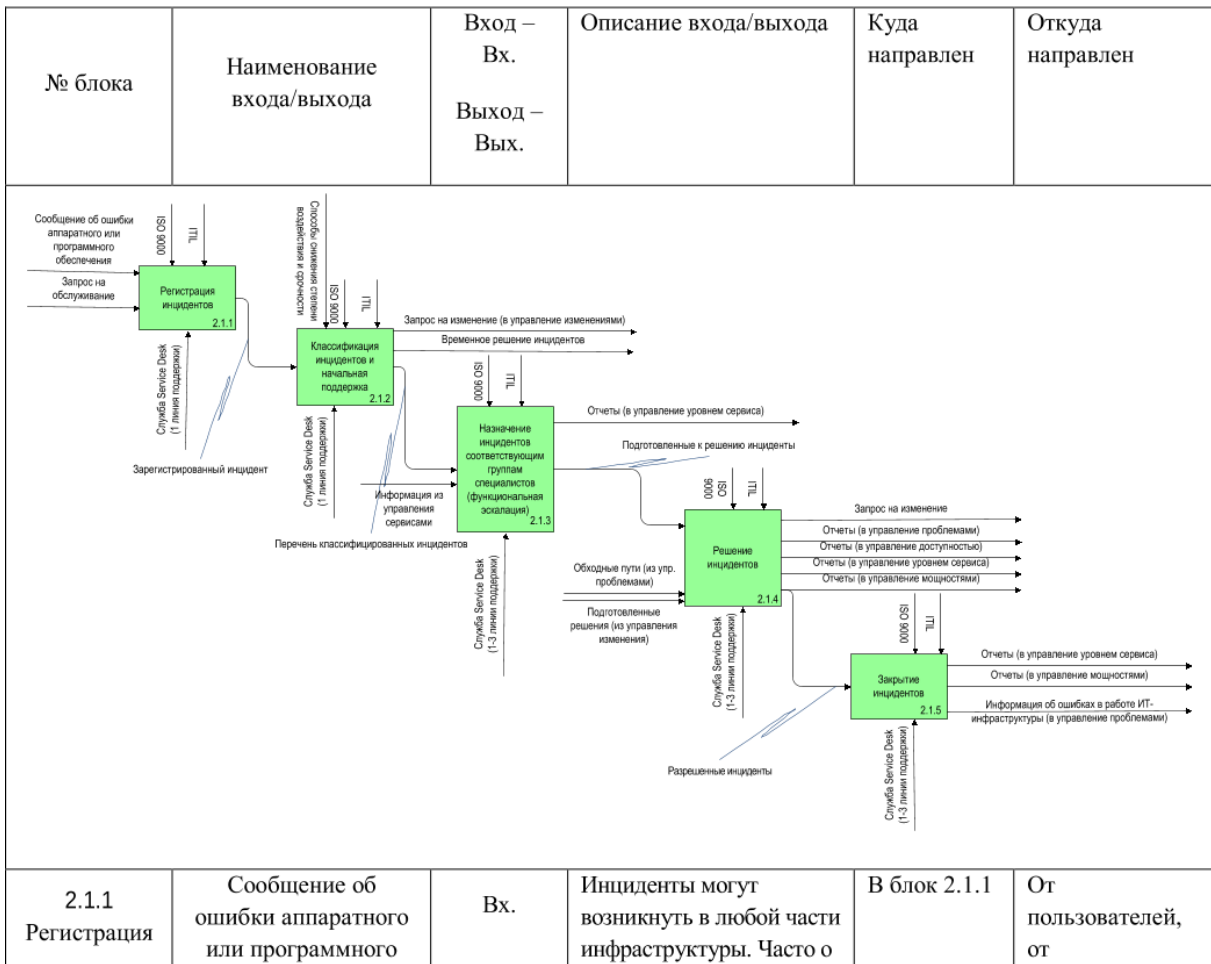 № блока
Наименование
входа/выхода
Вход –
Вх.
Выход –
Вых.
Описание входа/выхода
Куда
направлен
Откуда
направлен
Сообщение об ошибки
аппаратного или
программного
обеспечения
Запрос на
обслуживание
ISO 9000
ITIL
Регистрация
инцидентов
2.1.1
Служба Service Desk
(1 линия поддержки)
Зарегистрированный инцидент
Способы снижения степени
воздействия и срочности
ISO 9000
ITIL
Классификация
инцидентов и
начальная
поддержка
2.1.2
Запрос на изменение (в управление изменениями)
Временное решение инцидентов
Служба Service Desk
(1 линия поддержки)
Перечень классифицированных инцидентов
ISO 9000
ITIL
Назначение
инцидентов
соответствующим
группам
специалистов
(функциональная
эскалация)
2.1.3
Отчеты (в управление уровнем сервиса)
Подготовленные к решению инциденты
Информация из
управления
сервисами
Служба Service Desk
(1-3 линии поддержки)
ISO
9000
ITIL
Решение
инцидентов
2.1.4
Запрос на изменение
Отчеты (в управление проблемами)
Отчеты (в управление доступностью)
Отчеты (в управление уровнем сервиса)
Отчеты (в управление мощностями)
Обходные пути (из упр.
проблемами)
Подготовленные
решения (из управления
изменения)
Служба Service Desk
(1-3 линии поддержки)
Разрешенные инциденты
ISO 9000
ITIL
Закрытие
инцидентов
2.1.5
Отчеты (в управление уровнем сервиса)
Отчеты (в управление мощностями)
Информация об ошибках в работе ИТ-
инфраструктуры (в управление проблемами)
Служба Service Desk
(1-3 линии поддержки)
2.1.1
Регистрация
Сообщение об
ошибки аппаратного
или программного
Вх.
Инциденты могут
возникнуть в любой части
инфраструктуры. Часто о
В блок 2.1.1
От
пользователей,
от